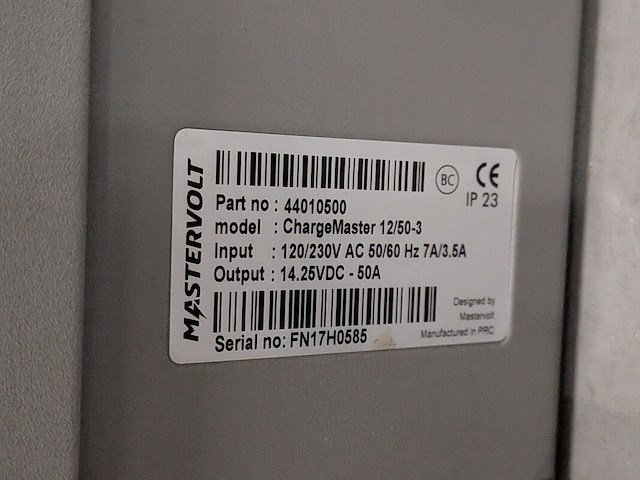 MASTERVOLT
BC CE
IP 23
Part no : 44010500
model : ChargeMaster 12/50-3
Input : 120/230V AC 50/60 Hz 7A/3.5A
Output : 14.25VDC - 50A
Designed by
Mastervolt
Manufactured in PRC
Serial no: FN17H0585